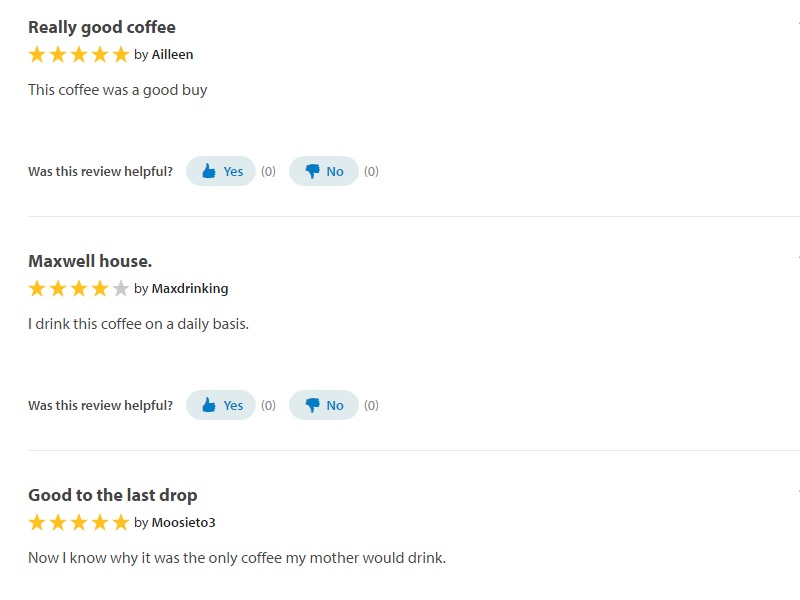 Really good coffee
by Ailleen
This coffee was a good buy
Was this review helpful? Yes (0) No (0)
Maxwell house.
by Maxdrinking
I drink this coffee on a daily basis.
Was this review helpful? Yes (0) No (0)
Good to the last drop
by Moosieto3
Now I know why it was the only coffee my mother would drink.